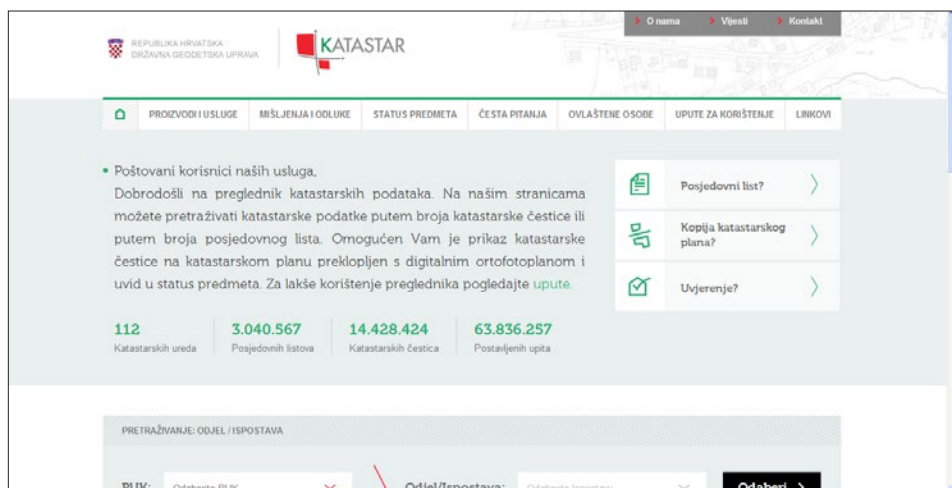 O nama Vijesti Kontakt
REPUBLIKA HRVATSKA
DRŽAVNA GEODETSKA UPRAVA
KATASTAR
PROIZVODI I USLUGE MIŠLJENJA I ODLUKE STATUS PREDMETA ČESTA PITANJA OVLAŠTENE OSOBE UPUTE ZA KORIŠTENJE LINKOVI
Poštovani korisnici naših usluga,
Dobrodošli na preglednik katastarskih podataka. Na našim stranicama
možete pretraživati katastarske podatke putem broja katastarske čestice ili
putem broja posjedovnog lista. Omogućen Vam je prikaz katastarske
čestice na katastarskom planu preklopljen s digitalnim ortofotoplanom i
uvid u status predmeta. Za lakše korištenje preglednika pogledajte upute.
Posjedovni list?
Kopija katastarskog
plana?
Uvjerenje?
112 3.040.567 14.428.424 63.836.257
Katastarskih ureda Posjedovnih listova Katastarskih čestica Postavljenih upita
PRETRAŽIVANJE: ODJEL / ISPOSTAVA
PUK: Odaberite PUK Odjel/Ispostava: Odaberite Ispostavu Odaberi